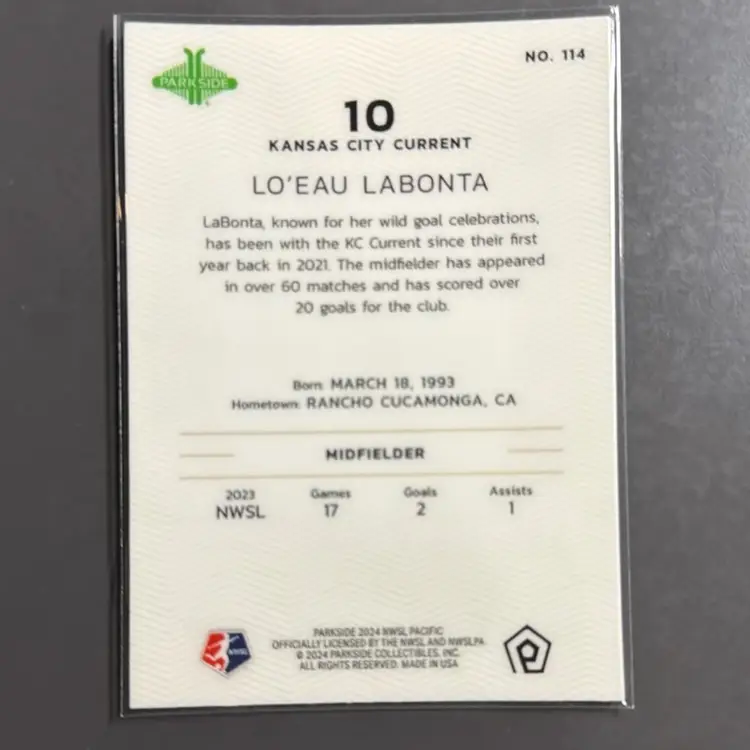 PARKSIDE
NO. 114
10
KANSAS CITY CURRENT
LO'EAU LABONTA
LaBonta, known for her wild goal celebrations,
has been with the KC Current since their first
year back in 2021. The midfielder has appeared
in over 60 matches and has scored over
20 goals for the club.
Born: MARCH 18, 1993
Hometown: RANCHO CUCAMONGA, CA
MIDFIELDER
2023 Games Goals Assists
NWSL 17 2 1
PARKSIDE 2024 NWSL PACIFIC
OFFICIALLY LICENSED BY THE NWSL AND NWSLPA
© 2024 PARKSIDE COLLECTIBLES, INC.
ALL RIGHTS RESERVED. MADE IN USA
NWSL